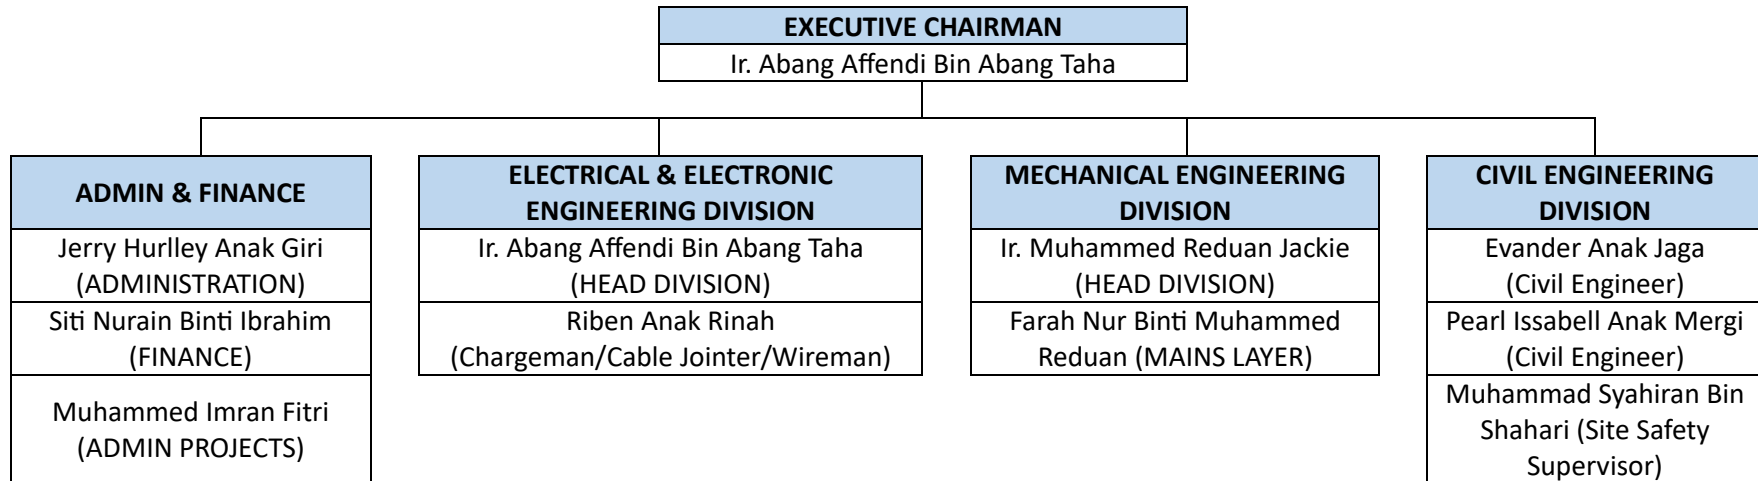 EXECUTIVE CHAIRMAN
Ir. Abang Affendi Bin Abang Taha
ADMIN & FINANCE
Jerry Hurlley Anak Giri
(ADMINISTRATION)
Siti Nurain Binti Ibrahim
(FINANCE)
Muhammed Imran Fitri
(ADMIN PROJECTS)
ELECTRICAL & ELECTRONIC
ENGINEERING DIVISION
Ir. Abang Affendi Bin Abang Taha
(HEAD DIVISION)
Riben Anak Rinah
(Chargeman/Cable Jointer/Wireman)
MECHANICAL ENGINEERING
DIVISION
Ir. Muhammed Reduan Jackie
(HEAD DIVISION)
Farah Nur Binti Muhammed
Reduan (MAINS LAYER)
CIVIL ENGINEERING
DIVISION
Evander Anak Jaga
(Civil Engineer)
Pearl Issabell Anak Mergi
(Civil Engineer)
Muhammad Syahiran Bin
Shahari (Site Safety
Supervisor)